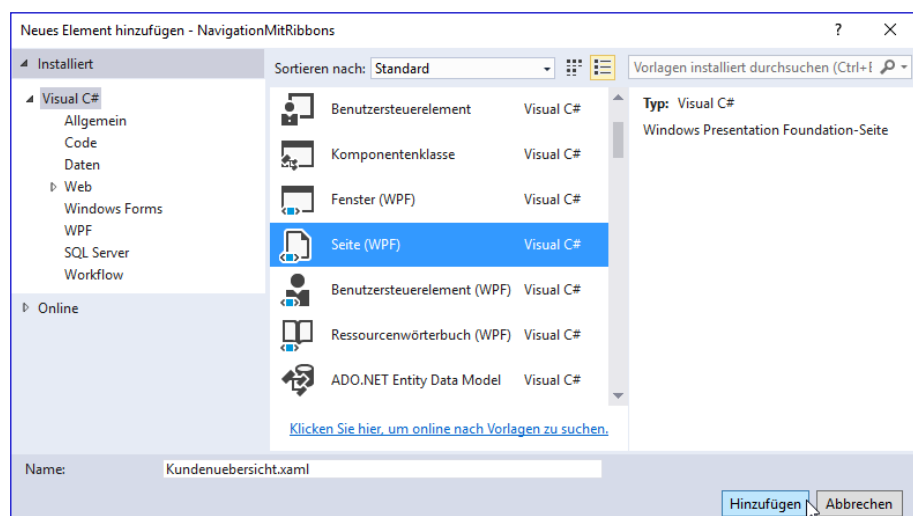 Neues Element hinzufügen - NavigationMitRibbons
Installiert
Sortieren nach: Standard
Vorlagen installiert durchsuchen (Ctrl+E
Visual C#
Allgemein
Code
Daten
Web
Windows Forms
WPF
SQL Server
Workflow
Online
Benutzersteuerelement Visual C#
Komponentenklasse Visual C#
Fenster (WPF) Visual C#
Seite (WPF) Visual C#
Benutzersteuerelement (WPF) Visual C#
Ressourcenwörterbuch (WPF) Visual C#
ADO.NET Entity Data Model Visual C#
Klicken Sie hier, um online nach Vorlagen zu suchen.
Typ: Visual C#
Windows Presentation Foundation-Seite
Name: Kundenuebersicht.xaml
Hinzufügen Abbrechen